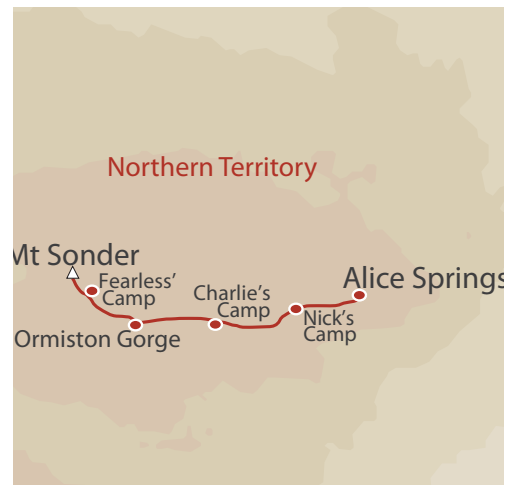 Northern Territory
Mt Sonder
Fearless’
Camp
Charlie’s
Camp
Alice Springs
Nick’s
Camp
Ormiston Gorge